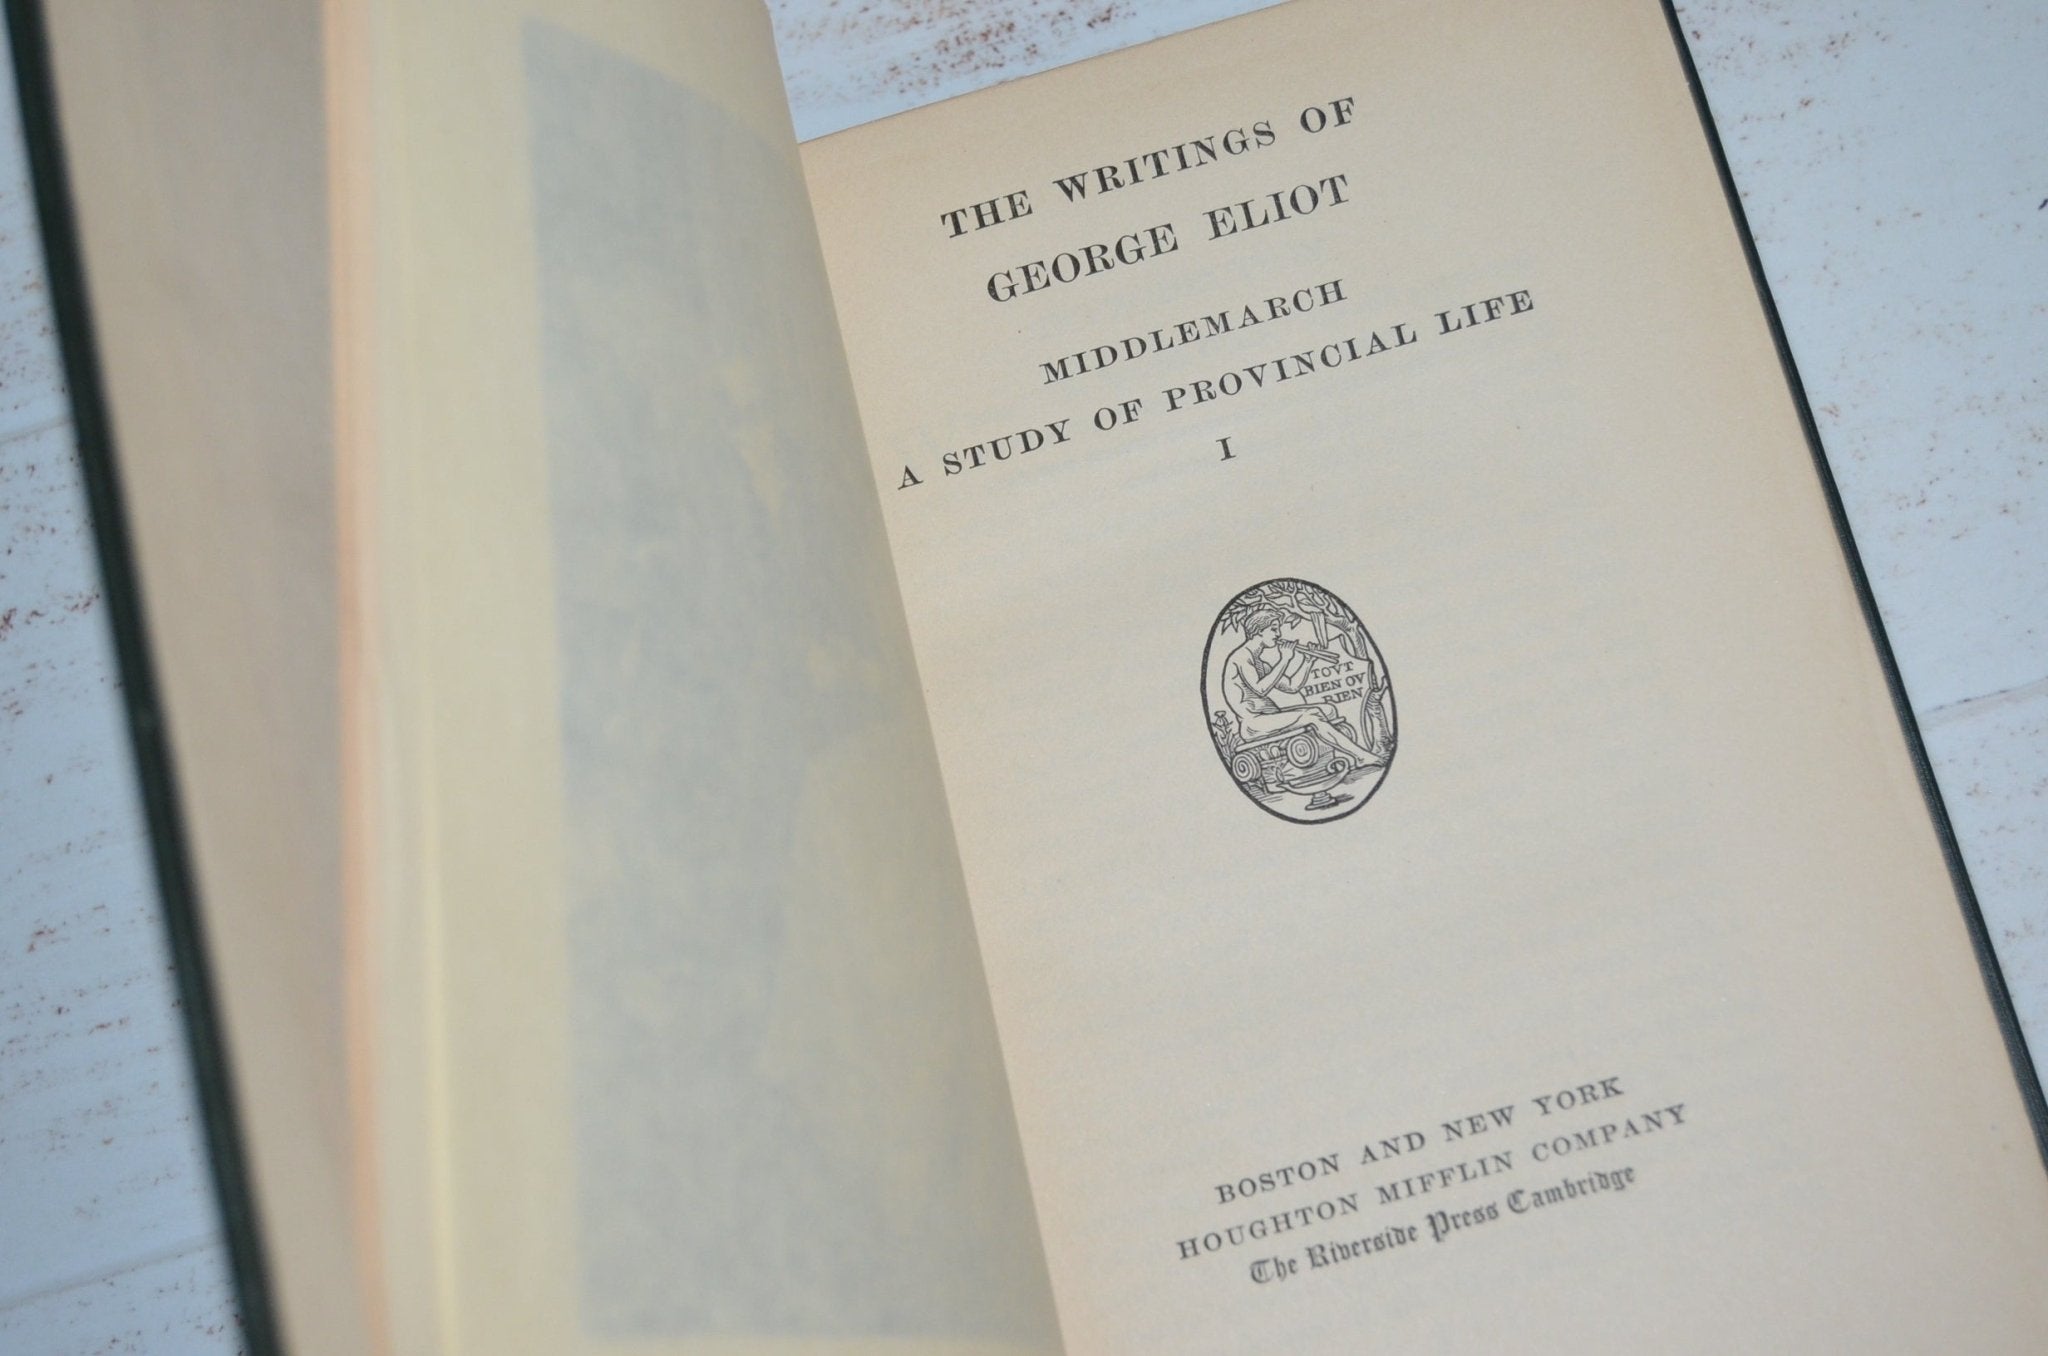 THE WRITINGS OF
GEORGE ELIOT
MIDDLEMARCH
A STUDY OF PROVINCIAL LIFE
I
TOVT
BIEN OV
RIEN
BOSTON AND NEW YORK
HOUGHTON MIFFLIN COMPANY
The Riverside Press Cambridge